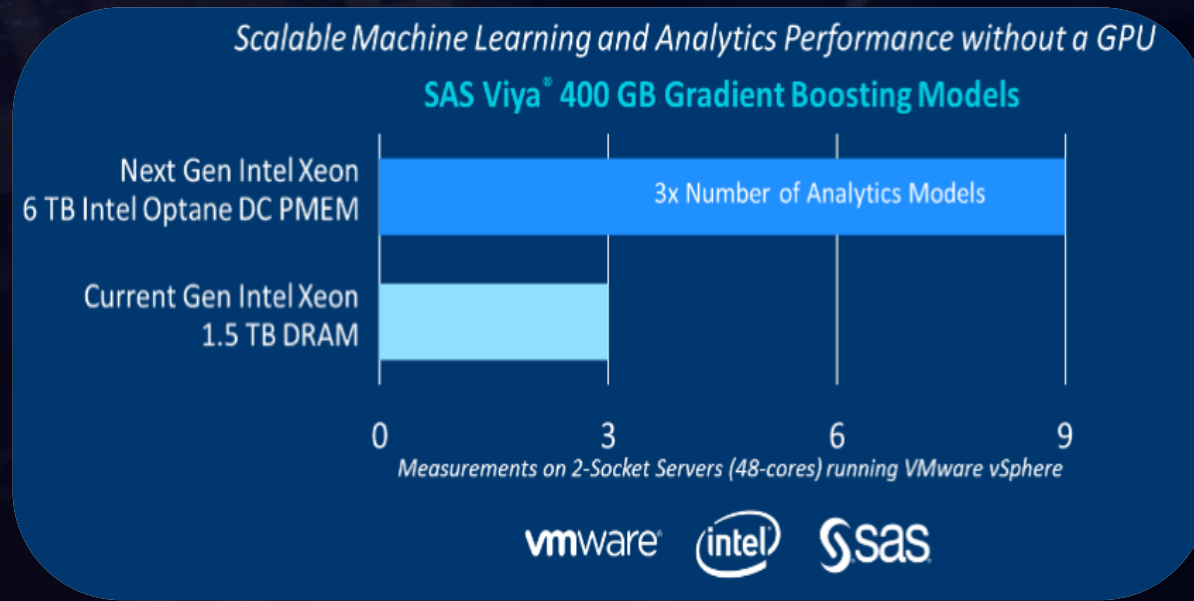 Scalable Machine Learning and Analytics Performance without a GPU
SAS Viya® 400 GB Gradient Boosting Models
Next Gen Intel Xeon
6 TB Intel Optane DC PMEM
3x Number of Analytics Models
Current Gen Intel Xeon
1.5 TB DRAM
0 3 6 9
Measurements on 2-Socket Servers (48-cores) running VMware vSphere
vmware® intel sas